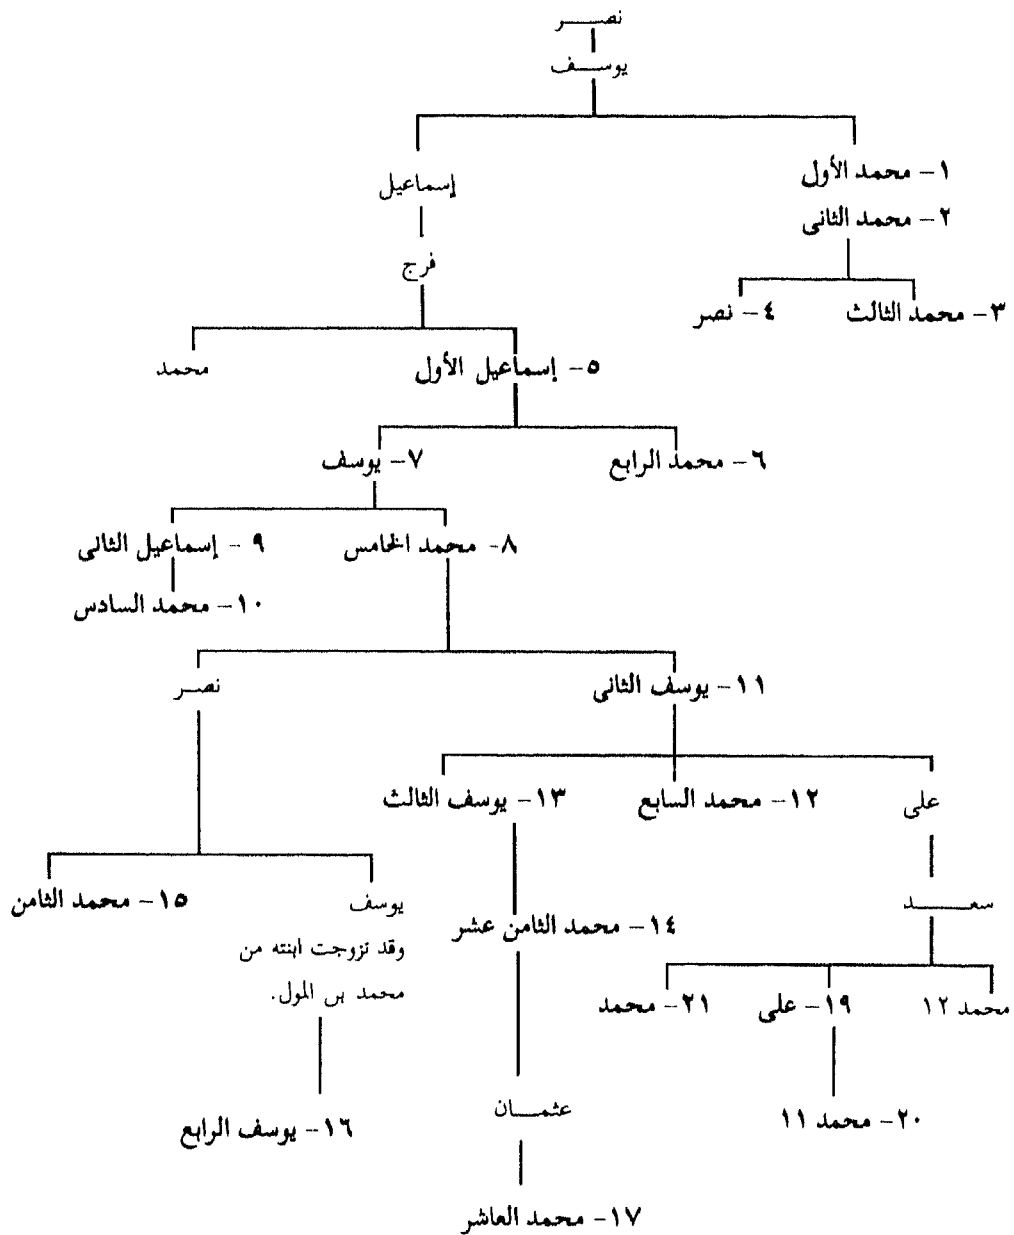 نصر
يوسف
١- محمد الأول
إسماعيل
٢- محمد الثانى
فرج
٣- محمد الثالث
٤- نصر
٥- إسماعيل الأول
محمد
٦- محمد الرابع
٧- يوسف
٨- محمد الخامس
٩- إسماعيل الثانى
١٠- محمد السادس
١١- يوسف الثانى
نصر
على
١٢- محمد السابع
١٣- يوسف الثالث
سعد
١٤- محمد الثامن عشر
يوسف
١٥- محمد الثامن
وقد تزوجت ابنته من
محمد بن المول.
محمد ١٢
١٩- على
٢١- محمد
٢٠- محمد ١١
عثمان
١٦- يوسف الرابع
١٧- محمد العاشر